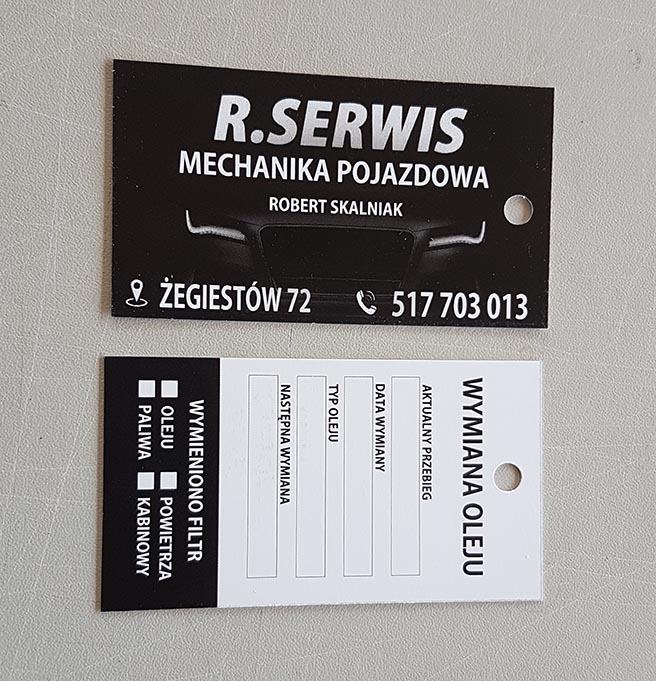 R.SERWIS
MECHANIKA POJAZDOWA
ROBERT SKALNIAK
ŻEGIESTÓW 72
517 703 013
WYMIANA OLEJU
AKTUALNY PRZEBIEG
DATA WYMIANY
TYP OLEJU
NASTĘPNA WYMIANA
WYMIENIONO FILTR
OLEJU POWIETRZA
PALIWA KABINOWY